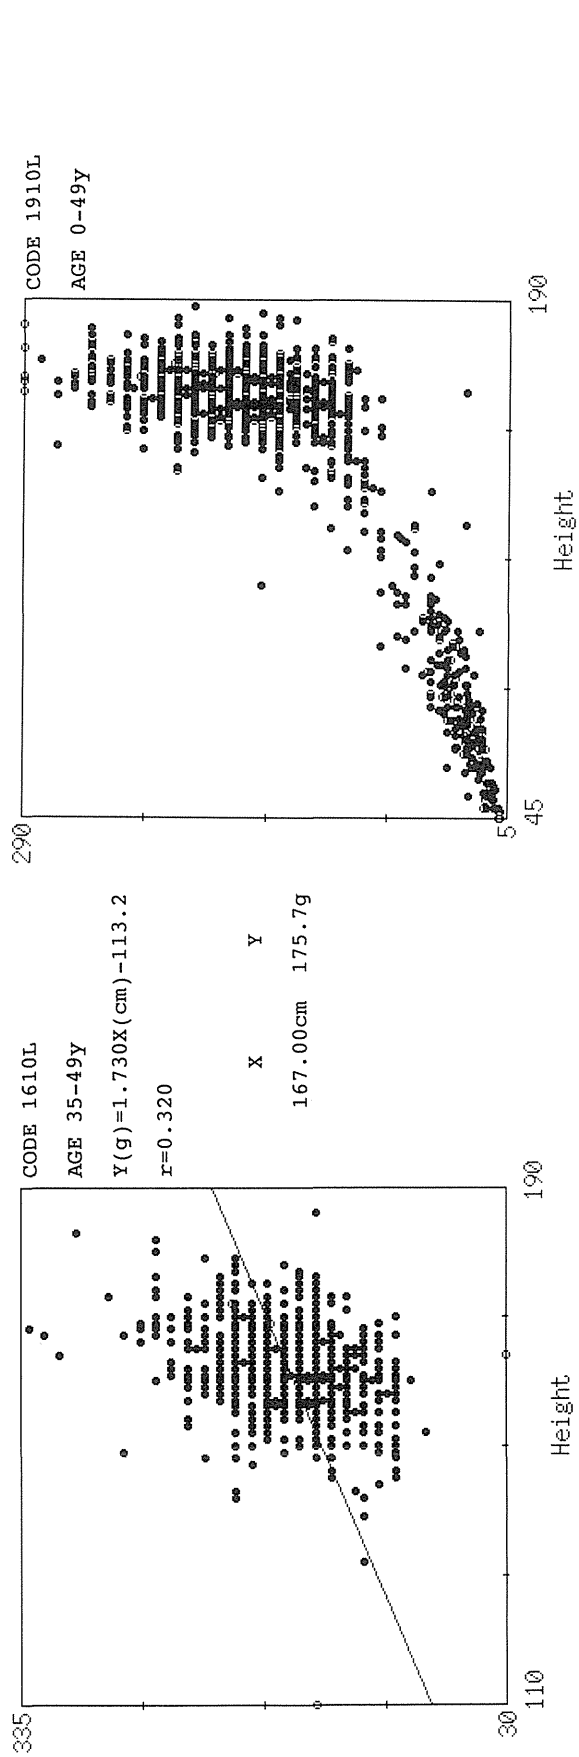 335
30
110
190
Height
CODE 1610L
AGE 35-49y
Y(g)=1.730X(cm)-113.2
r=0.320
X Y
167.00cm 175.7g
290
5
45
190
Height
CODE 1910L
AGE 0-49y